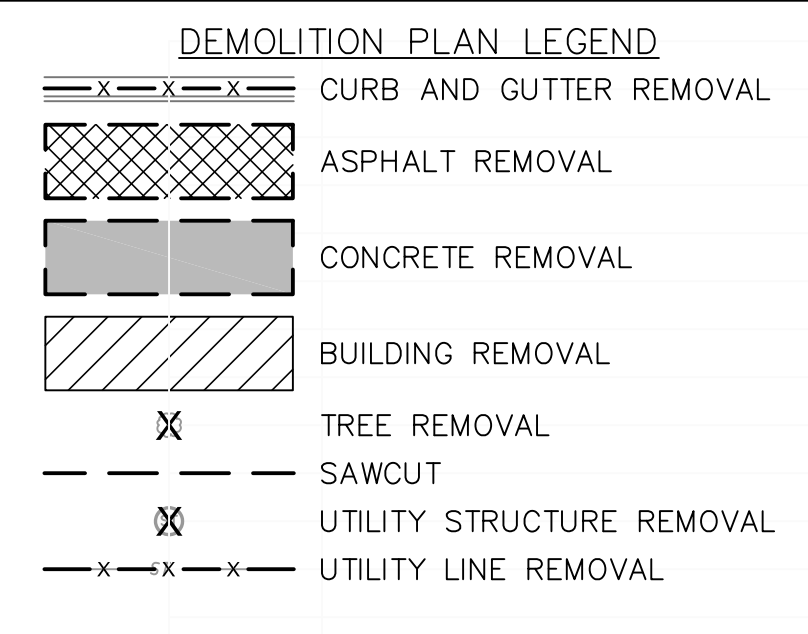 DEMOLITION PLAN LEGEND
X X X CURB AND GUTTER REMOVAL
ASPHALT REMOVAL
CONCRETE REMOVAL
BUILDING REMOVAL
X TREE REMOVAL
SAWCUT
X UTILITY STRUCTURE REMOVAL
X X X UTILITY LINE REMOVAL